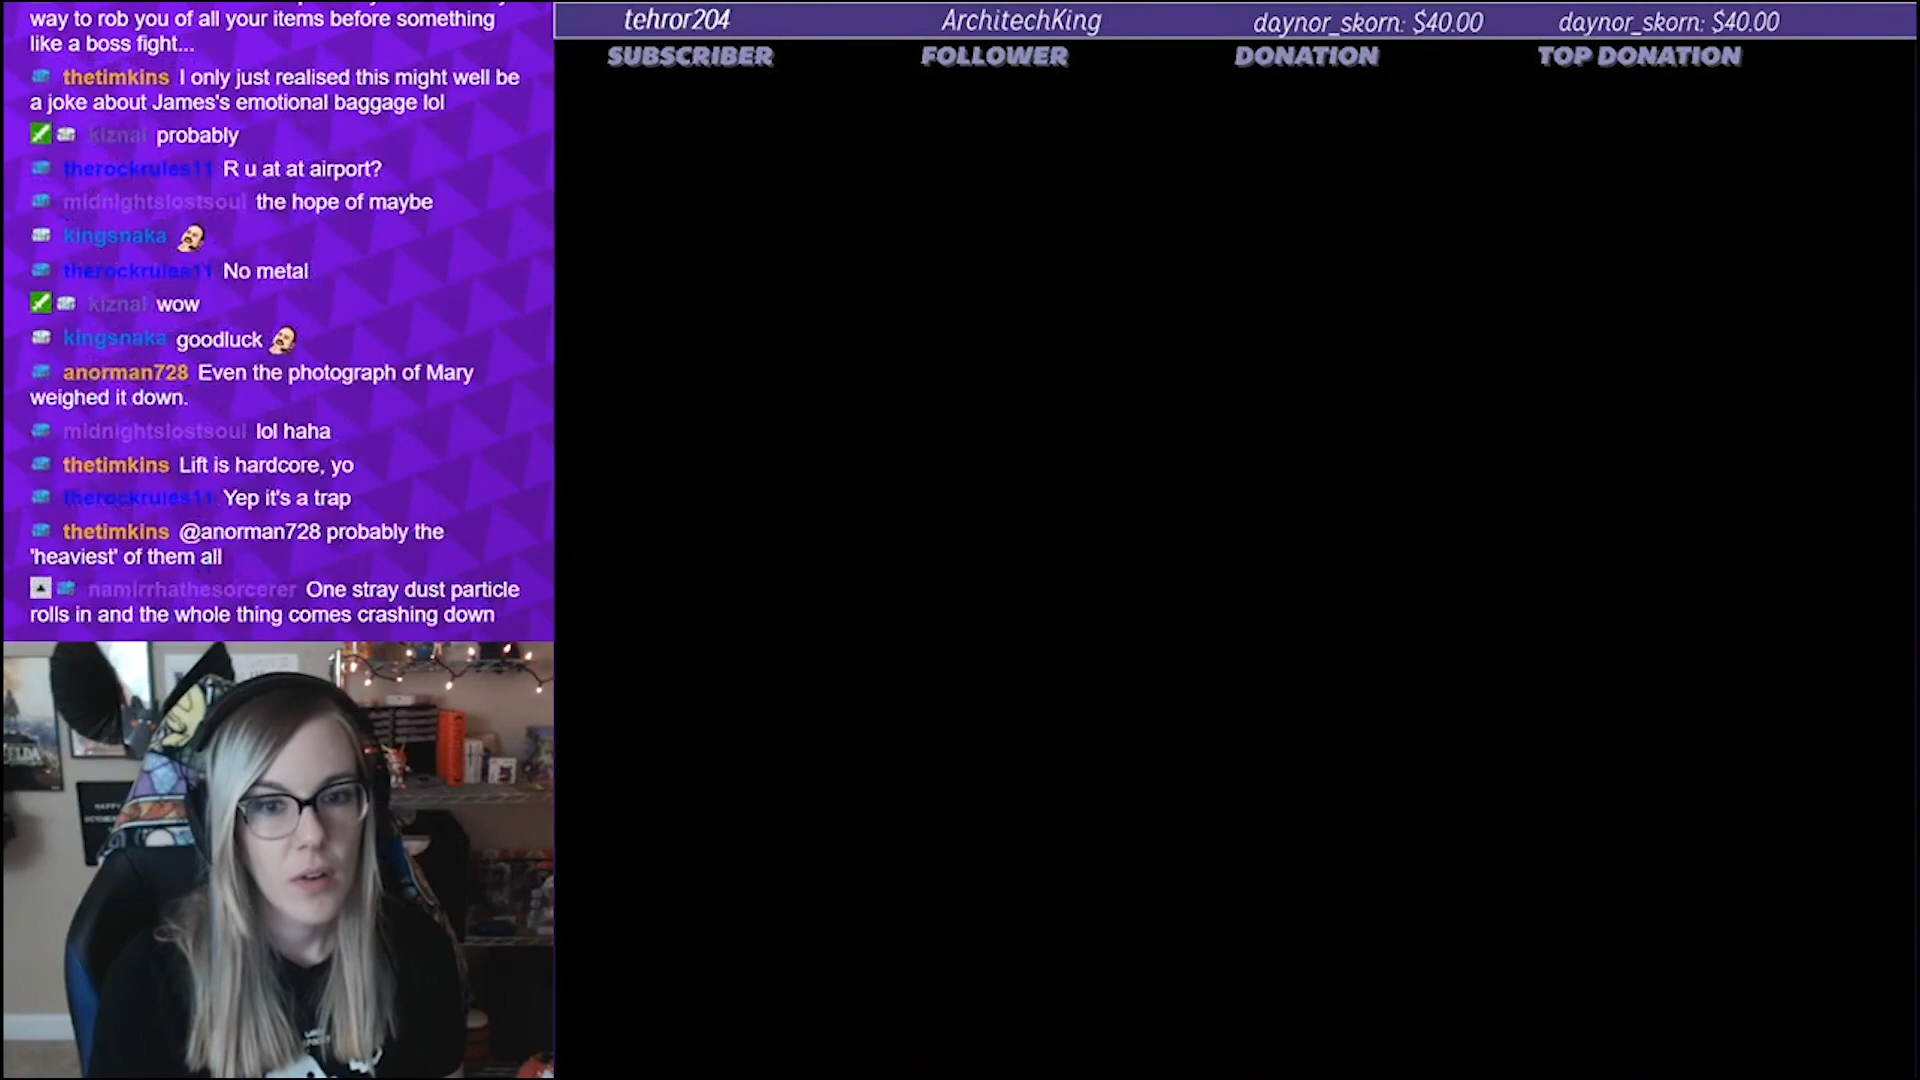 way to rob you of all your items before something
like a boss fight...
thetimkins I only just realised this might well be
a joke about James's emotional baggage lol
kiznal probably
therockrules11 R u at at airport?
midnightslostsoul the hope of maybe
kingsnaka
therockrules11 No metal
kiznal wow
kingsnaka goodluck
anorman728 Even the photograph of Mary
weighed it down.
midnightslostsoul lol haha
thetimkins Lift is hardcore, yo
therockrules11 Yep it's a trap
thetimkins @anorman728 probably the
'heaviest' of them all
namirrhathesorcerer One stray dust particle
rolls in and the whole thing comes crashing down
tehror204 ArchitechKing daynor_skorn: $40.00 daynor_skorn: $40.00
SUBSCRIBER FOLLOWER DONATION TOP DONATION
HAPPY